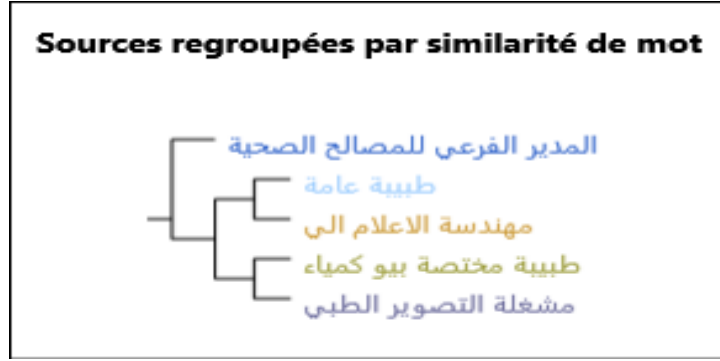 Sources regroupées par similarité de mot
المدير الفرعي للمصالح الصحية
طبيبة عامة
مهندسة الاعلام الي
طبيبة مختصة بيو كمياء
مشغلة التصوير الطبي